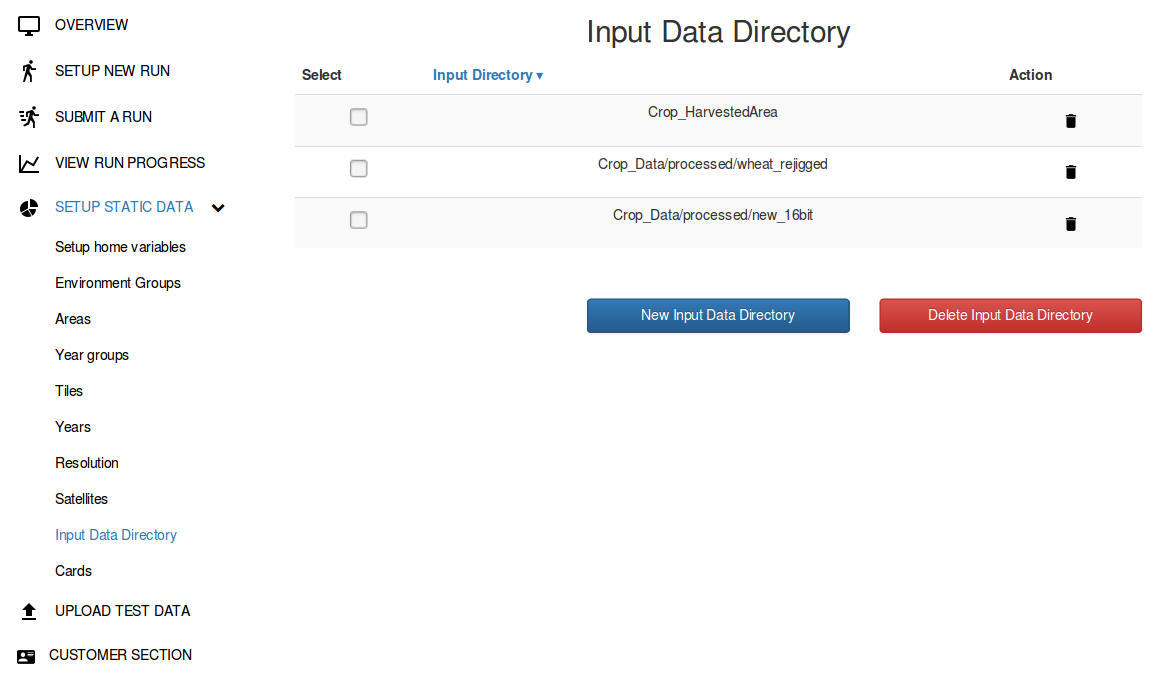 OVERVIEW
SETUP NEW RUN
SUBMIT A RUN
VIEW RUN PROGRESS
SETUP STATIC DATA
Setup home variables
Environment Groups
Areas
Year groups
Tiles
Years
Resolution
Satellites
Input Data Directory
Cards
UPLOAD TEST DATA
CUSTOMER SECTION
Input Data Directory
Select Input Directory ▾ Action
Crop_HarvestedArea
Crop_Data/processed/wheat_rejigged
Crop_Data/processed/new_16bit
New Input Data Directory Delete Input Data Directory